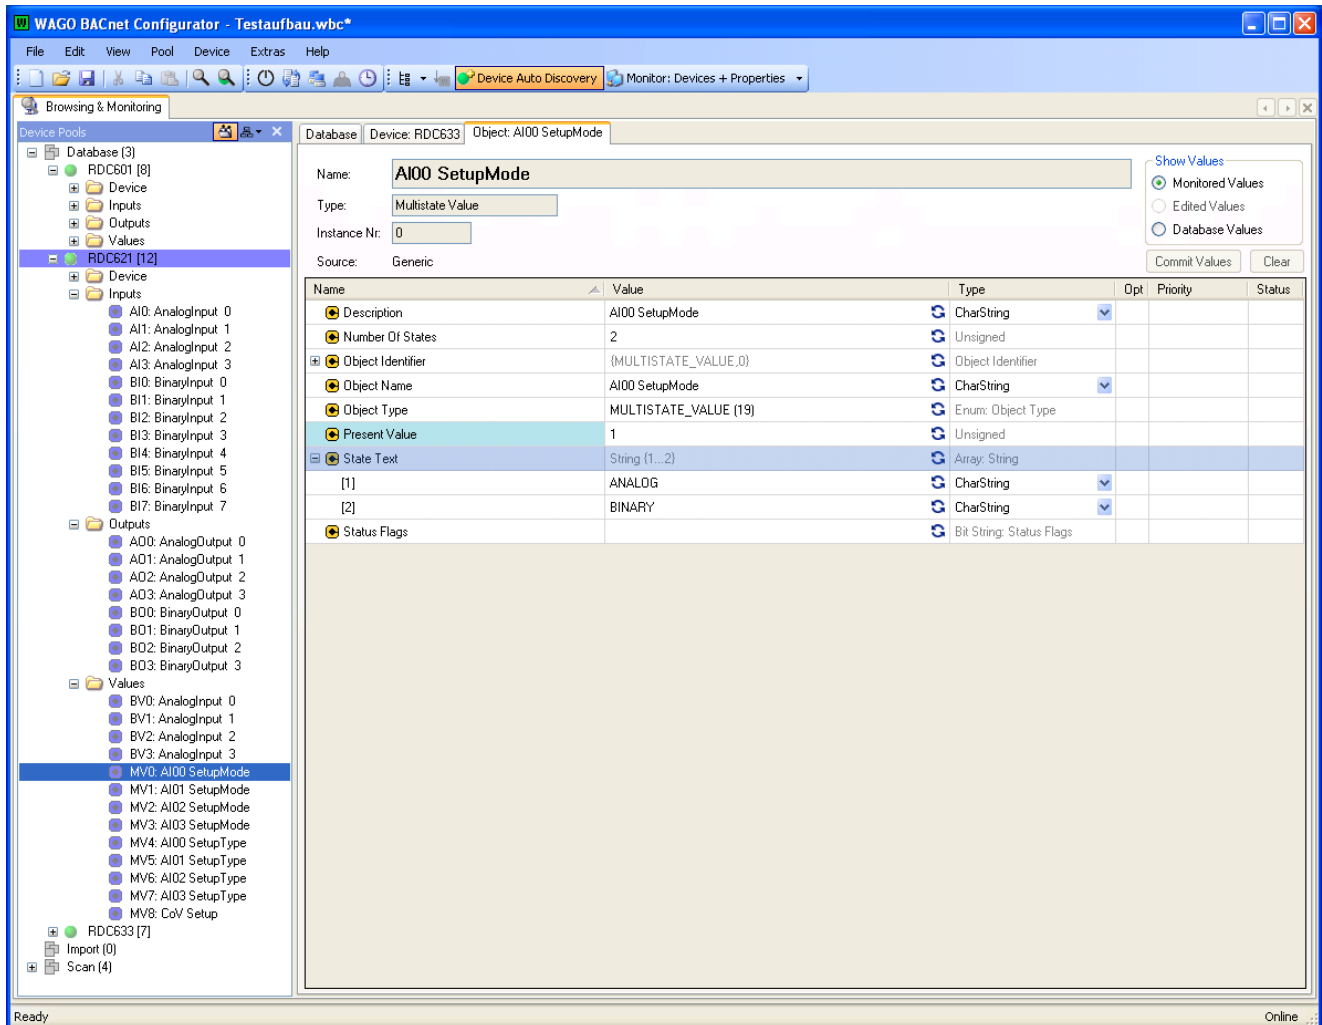 WAGO BACnet Configurator - Testaufbau.wbc*
File Edit View Pool Device Extras Help
Device Auto Discovery Monitor: Devices + Properties
Browsing & Monitoring
Device Pools
Database (3)
RDC601 [8]
Device
Inputs
Outputs
Values
RDC621 [12]
Device
Inputs
AI0: AnalogInput 0
AI1: AnalogInput 1
AI2: AnalogInput 2
AI3: AnalogInput 3
BI0: BinaryInput 0
BI1: BinaryInput 1
BI2: BinaryInput 2
BI3: BinaryInput 3
BI4: BinaryInput 4
BI5: BinaryInput 5
BI6: BinaryInput 6
BI7: BinaryInput 7
Outputs
AO0: AnalogOutput 0
AO1: AnalogOutput 1
AO2: AnalogOutput 2
AO3: AnalogOutput 3
BO0: BinaryOutput 0
BO1: BinaryOutput 1
BO2: BinaryOutput 2
BO3: BinaryOutput 3
Values
BV0: AnalogInput 0
BV1: AnalogInput 1
BV2: AnalogInput 2
BV3: AnalogInput 3
MV0: AI00 SetupMode
MV1: AI01 SetupMode
MV2: AI02 SetupMode
MV3: AI03 SetupMode
MV4: AI00 SetupType
MV5: AI01 SetupType
MV6: AI02 SetupType
MV7: AI03 SetupType
MV8: CoV Setup
RDC633 [7]
Import (0)
Scan (4)
Database Device: RDC633 Object: AI00 SetupMode
Name: AI00 SetupMode
Type: Multistate Value
Instance Nr: 0
Source: Generic
Show Values
Monitored Values
Edited Values
Database Values
Commit Values Clear
Name Value Type Opt Priority Status
Description AI00 SetupMode CharString
Number Of States 2 Unsigned
Object Identifier {MULTISTATE_VALUE,0} Object Identifier
Object Name AI00 SetupMode CharString
Object Type MULTISTATE_VALUE (19) Enum: Object Type
Present Value 1 Unsigned
State Text String {1...2} Array: String
[1] ANALOG CharString
[2] BINARY CharString
Status Flags Bit String: Status Flags
Ready Online